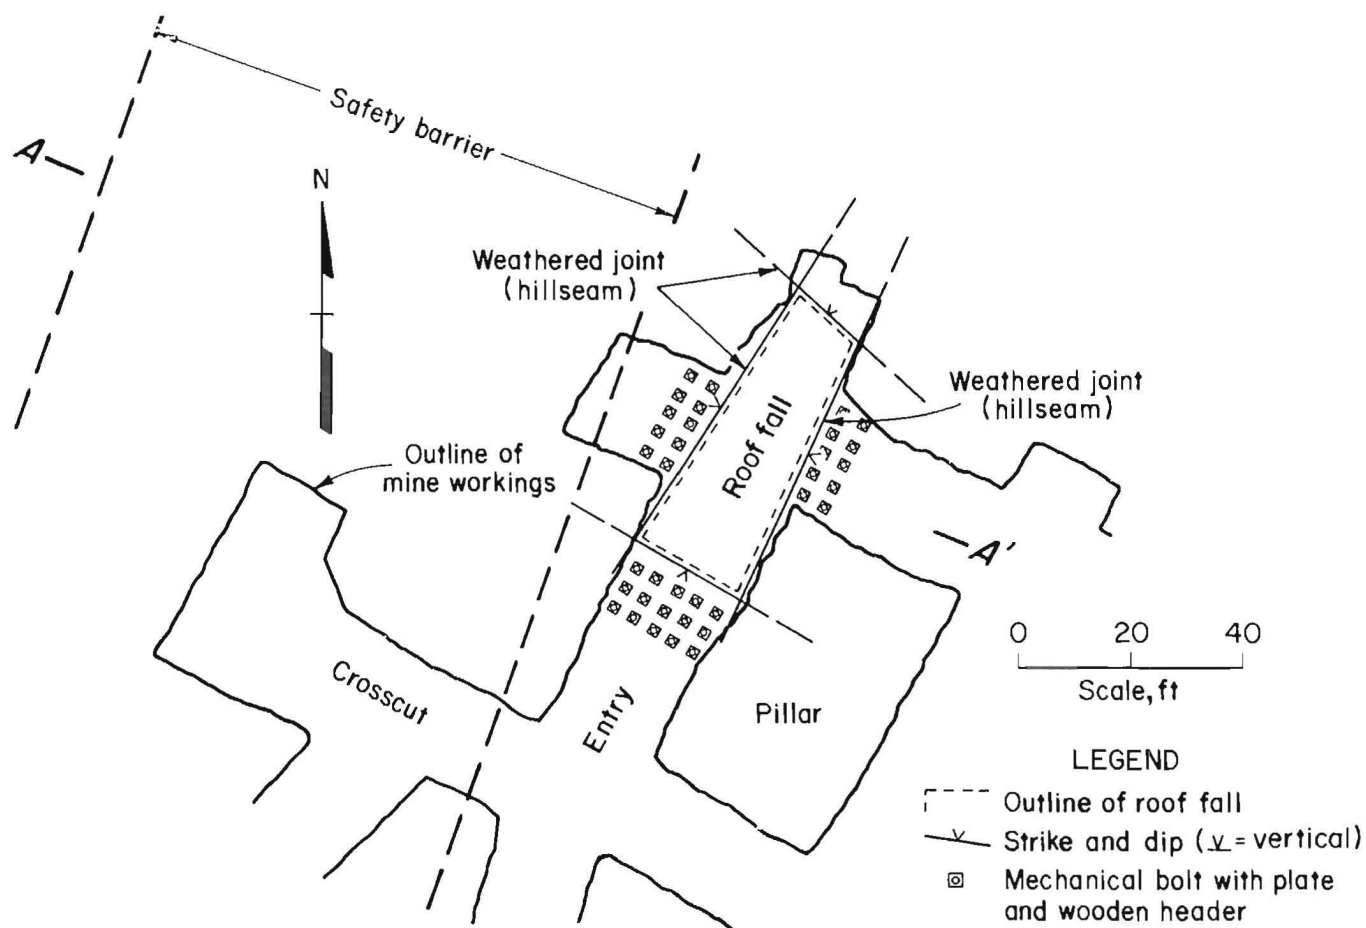 Safety barrier
A
N
Weathered joint
(hillseam)
Weathered joint
(hillseam)
Roof fall
Outline of
mine workings
A'
Crosscut
Entry
Pillar
0 20 40
Scale, ft
LEGEND
Outline of roof fall
Strike and dip (v = vertical)
Mechanical bolt with plate
and wooden header